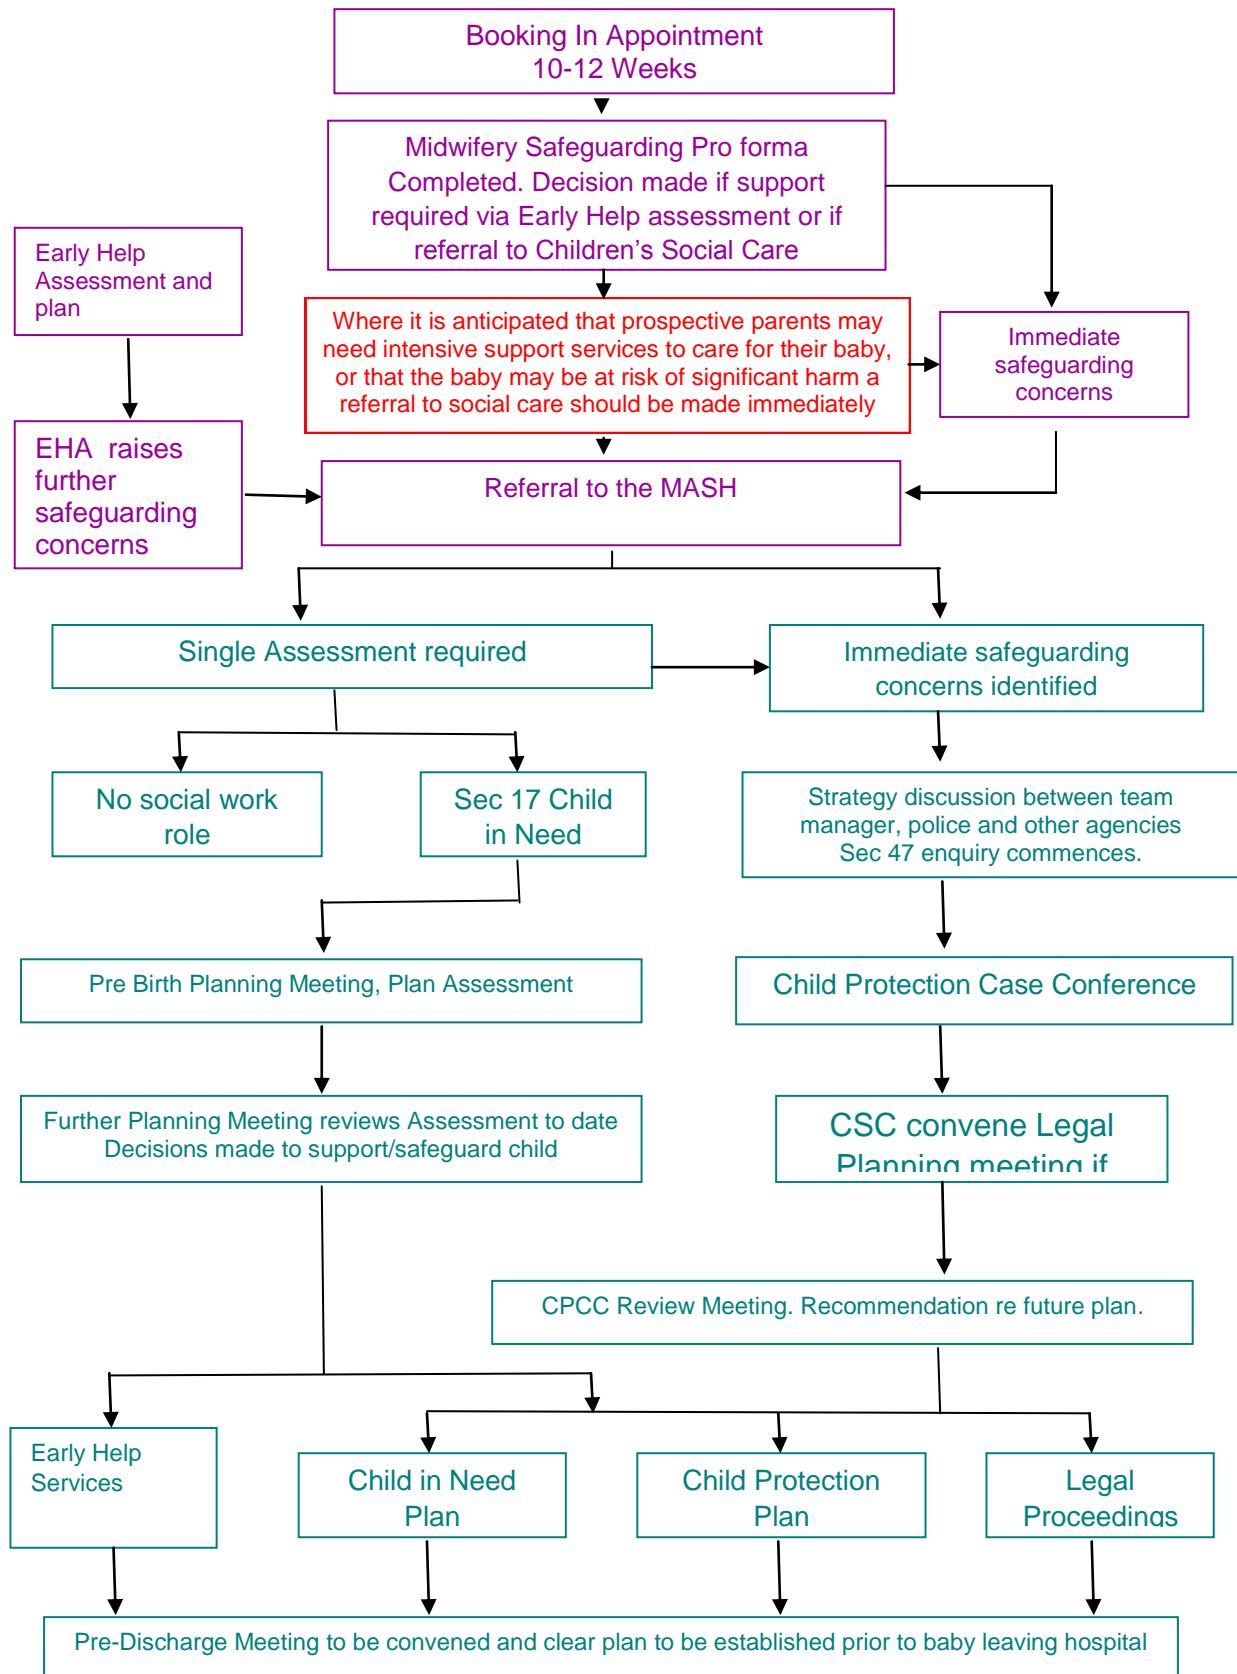 Booking In Appointment
10-12 Weeks
Midwifery Safeguarding Pro forma
Completed. Decision made if support
required via Early Help assessment or if
referral to Children's Social Care
Early Help
Assessment and
plan
Where it is anticipated that prospective parents may
need intensive support services to care for their baby,
or that the baby may be at risk of significant harm a
referral to social care should be made immediately
Immediate
safeguarding
concerns
EHA raises
further
safeguarding
concerns
Referral to the MASH
Single Assessment required
Immediate safeguarding
concerns identified
No social work
role
Sec 17 Child
in Need
Strategy discussion between team
manager, police and other agencies
Sec 47 enquiry commences.
Pre Birth Planning Meeting, Plan Assessment
Child Protection Case Conference
Further Planning Meeting reviews Assessment to date
Decisions made to support/safeguard child
CSC convene Legal
Planning meeting if
CPCC Review Meeting. Recommendation re future plan.
Early Help
Services
Child in Need
Plan
Child Protection
Plan
Legal
Proceedings
Pre-Discharge Meeting to be convened and clear plan to be established prior to baby leaving hospital